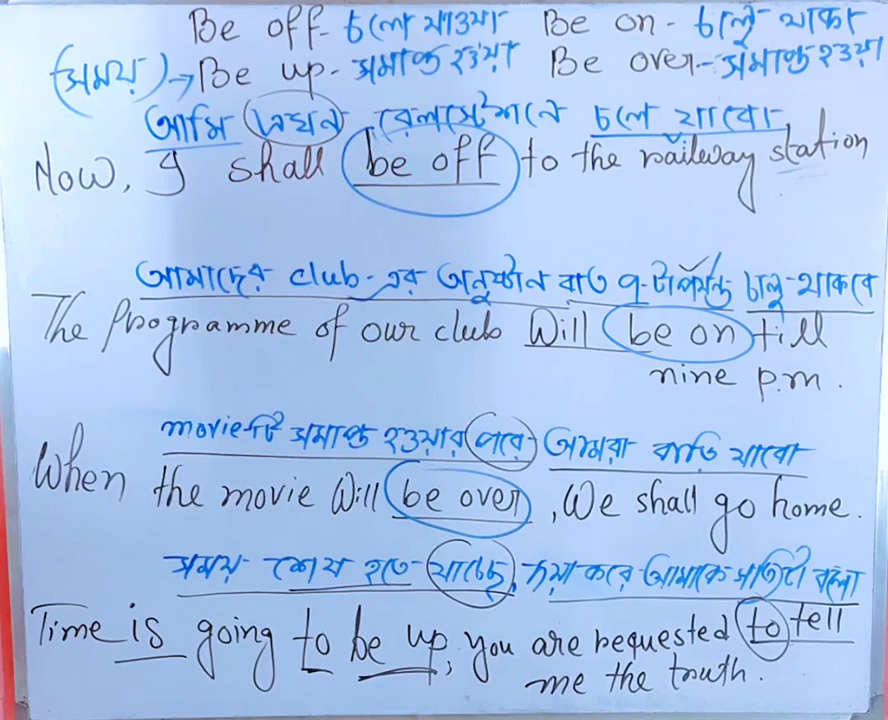 Be off - চলে যাওয়া Be on - চালু থাকা
(সময়) → Be up - সমাপ্ত হওয়া Be over - সমাপ্ত হওয়া
আমি এখন রেলস্টেশনে চলে যাবো
Now, I shall be off to the railway station
আমাদের club-এর অনুষ্ঠান রাত ৭-টা পর্যন্ত চালু থাকবে
The programme of our club Will be on till
nine p.m.
movie-টি সমাপ্ত হওয়ার পরে আমরা বাড়ি যাবো
When the movie Will be over, We shall go home.
সময় শেষ হতে যাচ্ছে, দয়া করে আমাকে সত্যিটা বলো
Time is going to be up, you are requested to tell
me the truth.